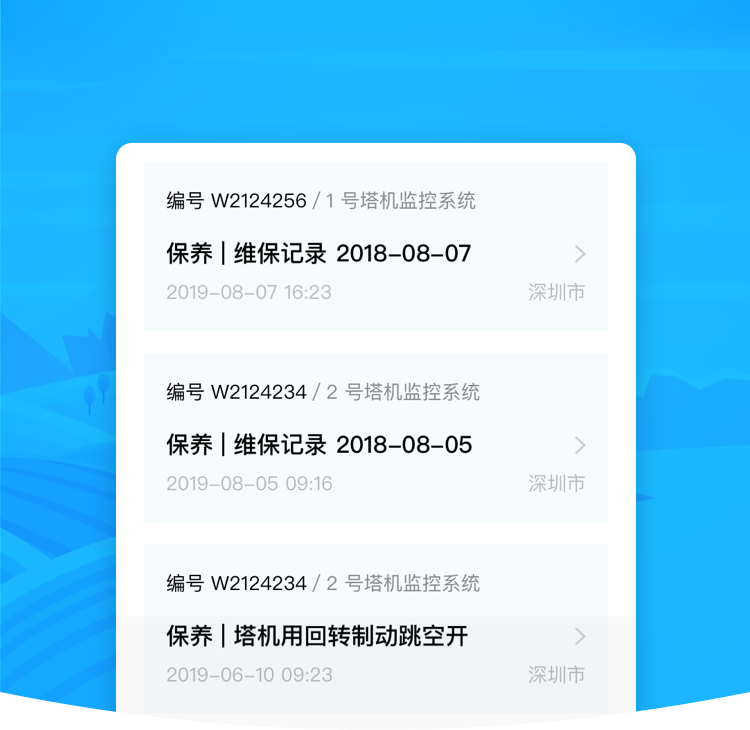 编号 W2124256 / 1 号塔机监控系统
保养 | 维保记录 2018-08-07
2019-08-07 16:23 深圳市
编号 W2124234 / 2 号塔机监控系统
保养 | 维保记录 2018-08-05
2019-08-05 09:16 深圳市
编号 W2124234 / 2 号塔机监控系统
保养 | 塔机用回转制动跳空开
2019-06-10 09:23 深圳市